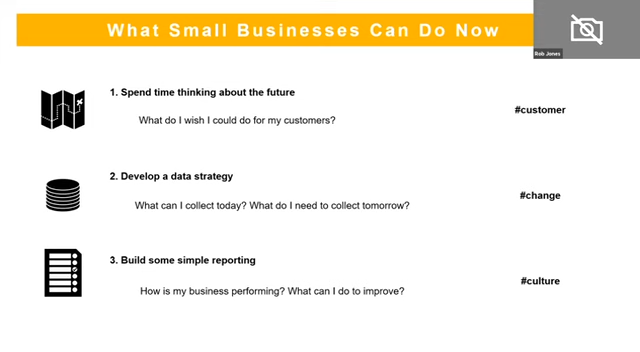 What Small Businesses Can Do Now
Rob Jones
1. Spend time thinking about the future
What do I wish I could do for my customers?
#customer
2. Develop a data strategy
What can I collect today? What do I need to collect tomorrow?
#change
3. Build some simple reporting
How is my business performing? What can I do to improve?
#culture